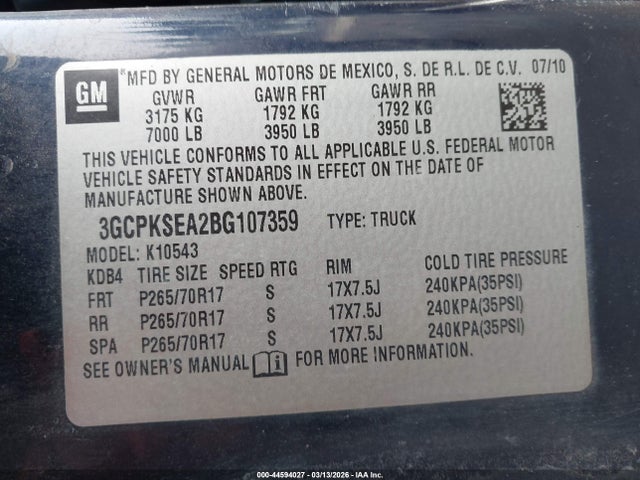 GM
MFD BY GENERAL MOTORS DE MEXICO, S. DE R.L. DE C.V. 07/10
GVWR GAWR FRT GAWR RR
3175 KG 1792 KG 1792 KG
7000 LB 3950 LB 3950 LB
THIS VEHICLE CONFORMS TO ALL APPLICABLE U.S. FEDERAL MOTOR
VEHICLE SAFETY STANDARDS IN EFFECT ON THE DATE OF
MANUFACTURE SHOWN ABOVE.
3GCPKSEA2BG107359 TYPE: TRUCK
MODEL: K10543
KDB4 TIRE SIZE SPEED RTG RIM COLD TIRE PRESSURE
FRT P265/70R17 S 17X7.5J 240KPA(35PSI)
RR P265/70R17 S 17X7.5J 240KPA(35PSI)
SPA P265/70R17 S 17X7.5J 240KPA(35PSI)
SEE OWNER'S MANUAL FOR MORE INFORMATION.
000-44594027 - 03/13/2026 - IAA Inc.